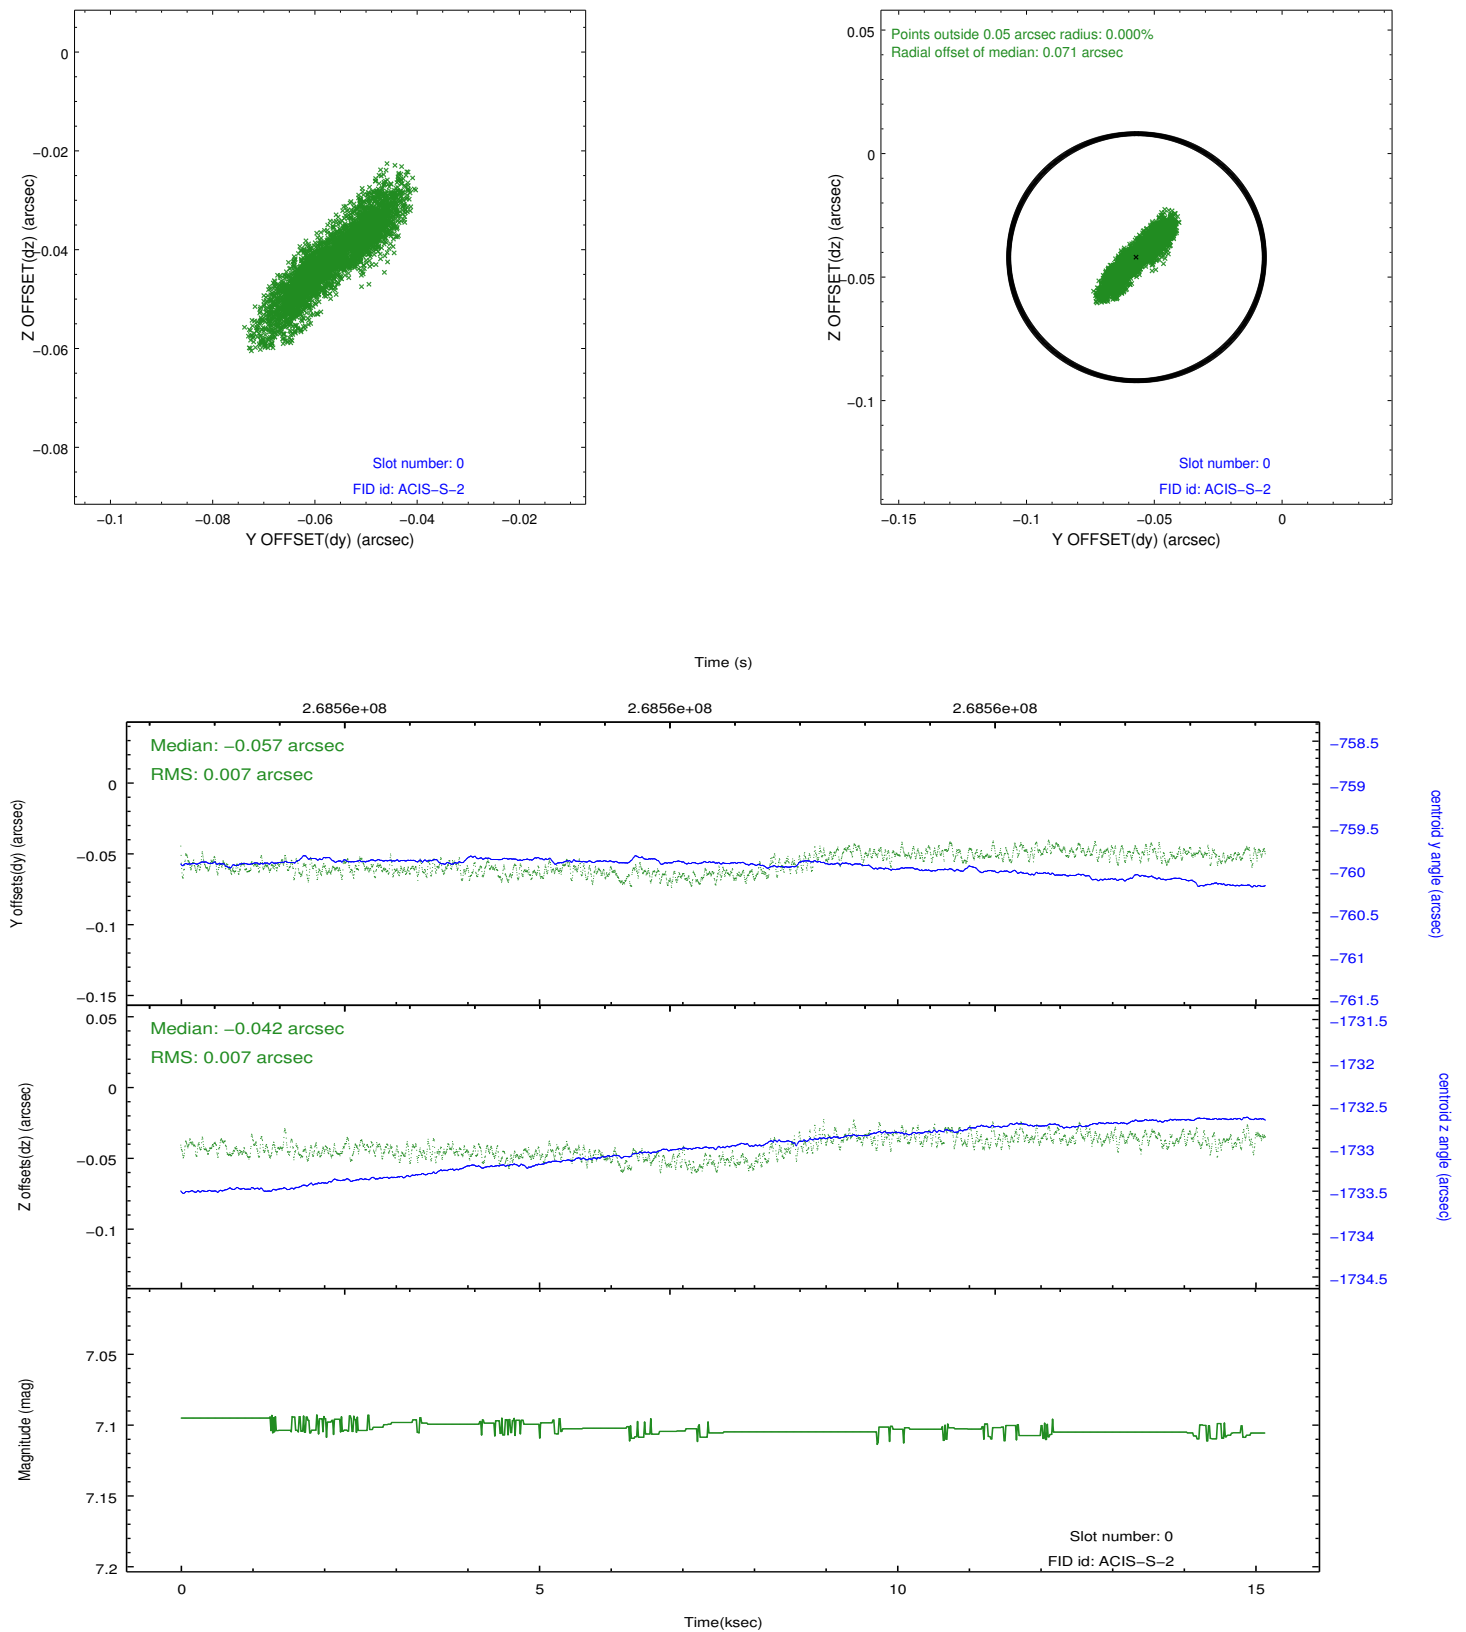 0
−0.02
−0.04
−0.06
−0.08
Z OFFSET(dz) (arcsec)
Slot number: 0
FID id: ACIS−S−2
−0.1
−0.08
−0.06
−0.04
−0.02
Y OFFSET(dy) (arcsec)
Points outside 0.05 arcsec radius: 0.000%
Radial offset of median: 0.071 arcsec
0.05
0
−0.05
−0.1
Z OFFSET(dz) (arcsec)
Slot number: 0
FID id: ACIS−S−2
−0.15
−0.1
−0.05
0
Y OFFSET(dy) (arcsec)
Time (s)
2.6856e+08
2.6856e+08
2.6856e+08
Median: −0.057 arcsec
RMS: 0.007 arcsec
0
−0.05
−0.1
−0.15
Y offsets(dy) (arcsec)
−758.5
−759
−759.5
−760
−760.5
−761
−761.5
centroid y angle (arcsec)
Median: −0.042 arcsec
RMS: 0.007 arcsec
0.05
0
−0.05
−0.1
Z offsets(dz) (arcsec)
−1731.5
−1732
−1732.5
−1733
−1733.5
−1734
−1734.5
centroid z angle (arcsec)
7.05
7.1
7.15
7.2
Magnitude (mag)
Slot number: 0
FID id: ACIS−S−2
0
5
10
15
Time(ksec)